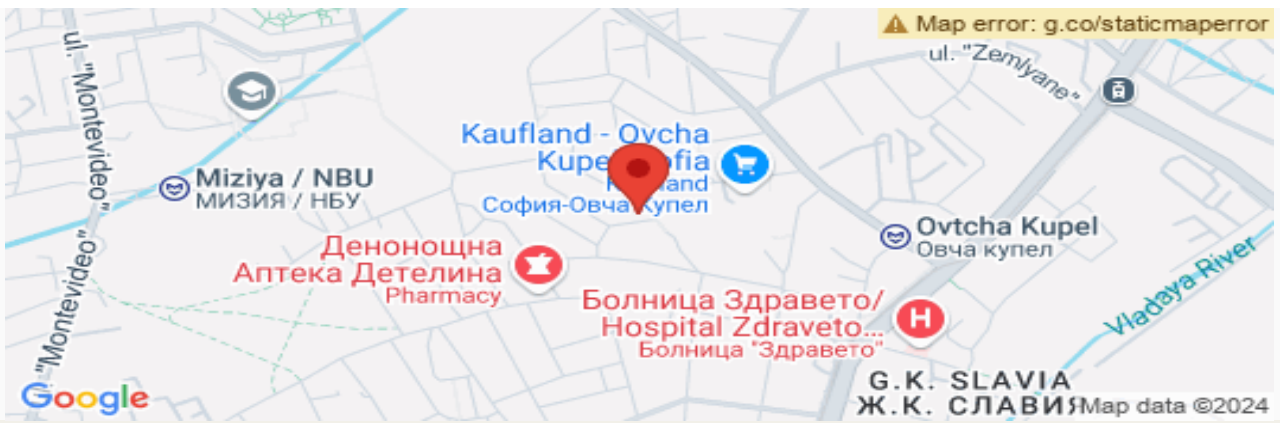 Map error: g.co/staticmaperror
ul. "Montevideo"
ul. "Zemlyane"
Kaufland - Ovcha
Sofia
София-Овча Купел
Miziya / NBU
МИЗИЯ / НБУ
Ovtcha Kupel
Овча купел
Денонощна
Аптека Детелина
Pharmacy
Vladaya River
Болница Здравето/
Hospital Zdraveto...
Болница "Здравето"
"Montevideo"
G.K. SLAVIA
Ж.К. СЛАВИЯ
Google
Map data ©2024